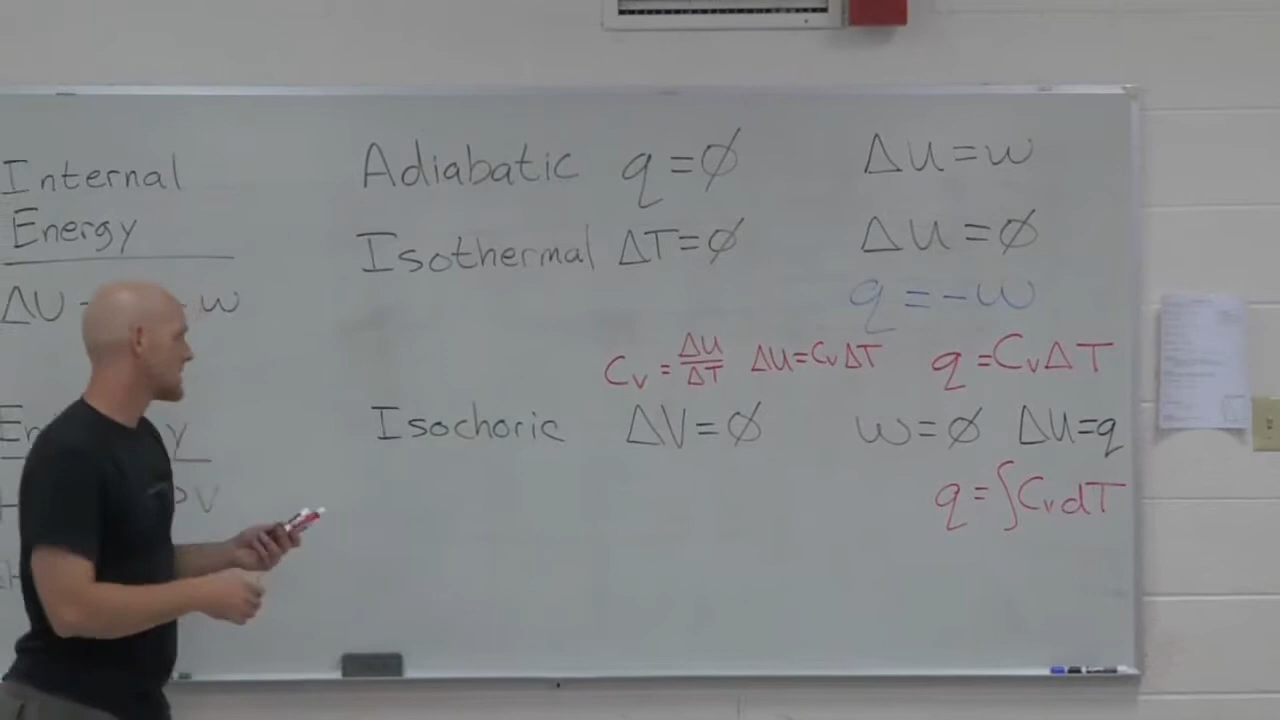 Internal
Energy
ΔU w
PV
Adiabatic q=∅ ΔU=w
Isothermal ΔT=∅ ΔU=∅
q=-w
Cv=ΔU/ΔT ΔU=CvΔT q=CvΔT
Isochoric ΔV=∅ w=∅ ΔU=q
q=∫CvdT